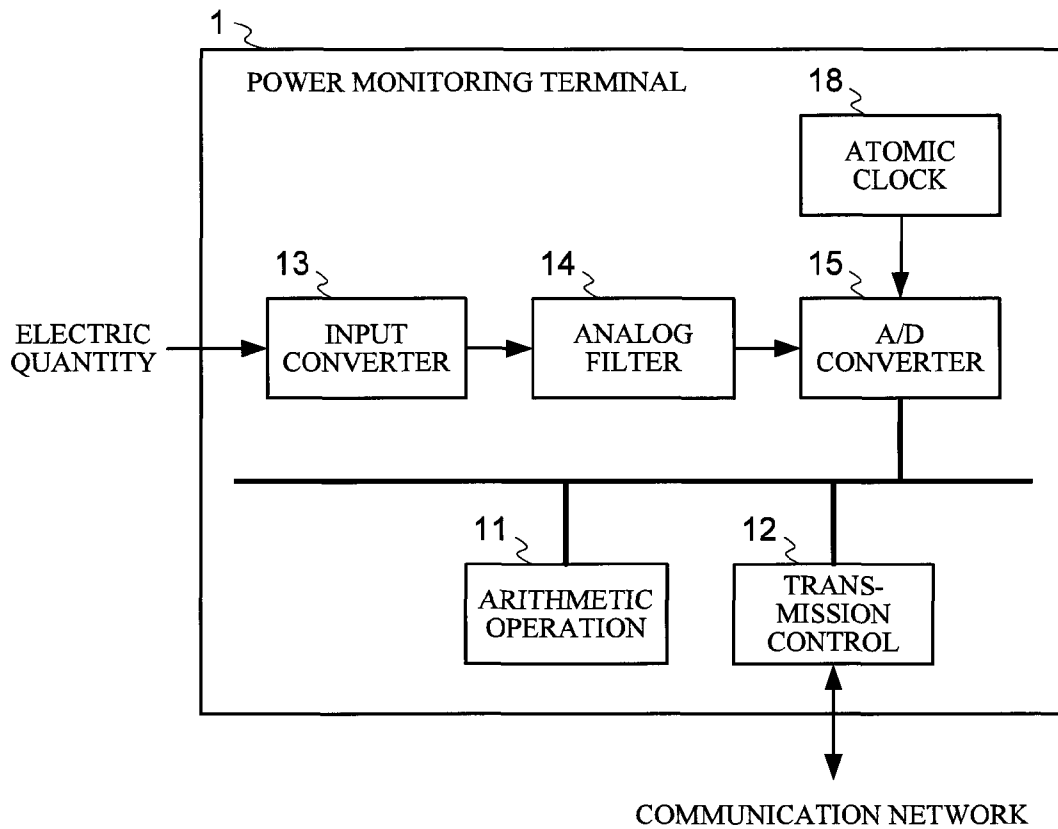 1
POWER MONITORING TERMINAL
18
ATOMIC
CLOCK
13
14
15
ELECTRIC
QUANTITY
INPUT
CONVERTER
ANALOG
FILTER
A/D
CONVERTER
11
12
ARITHMETIC
OPERATION
TRANS-
MISSION
CONTROL
COMMUNICATION NETWORK